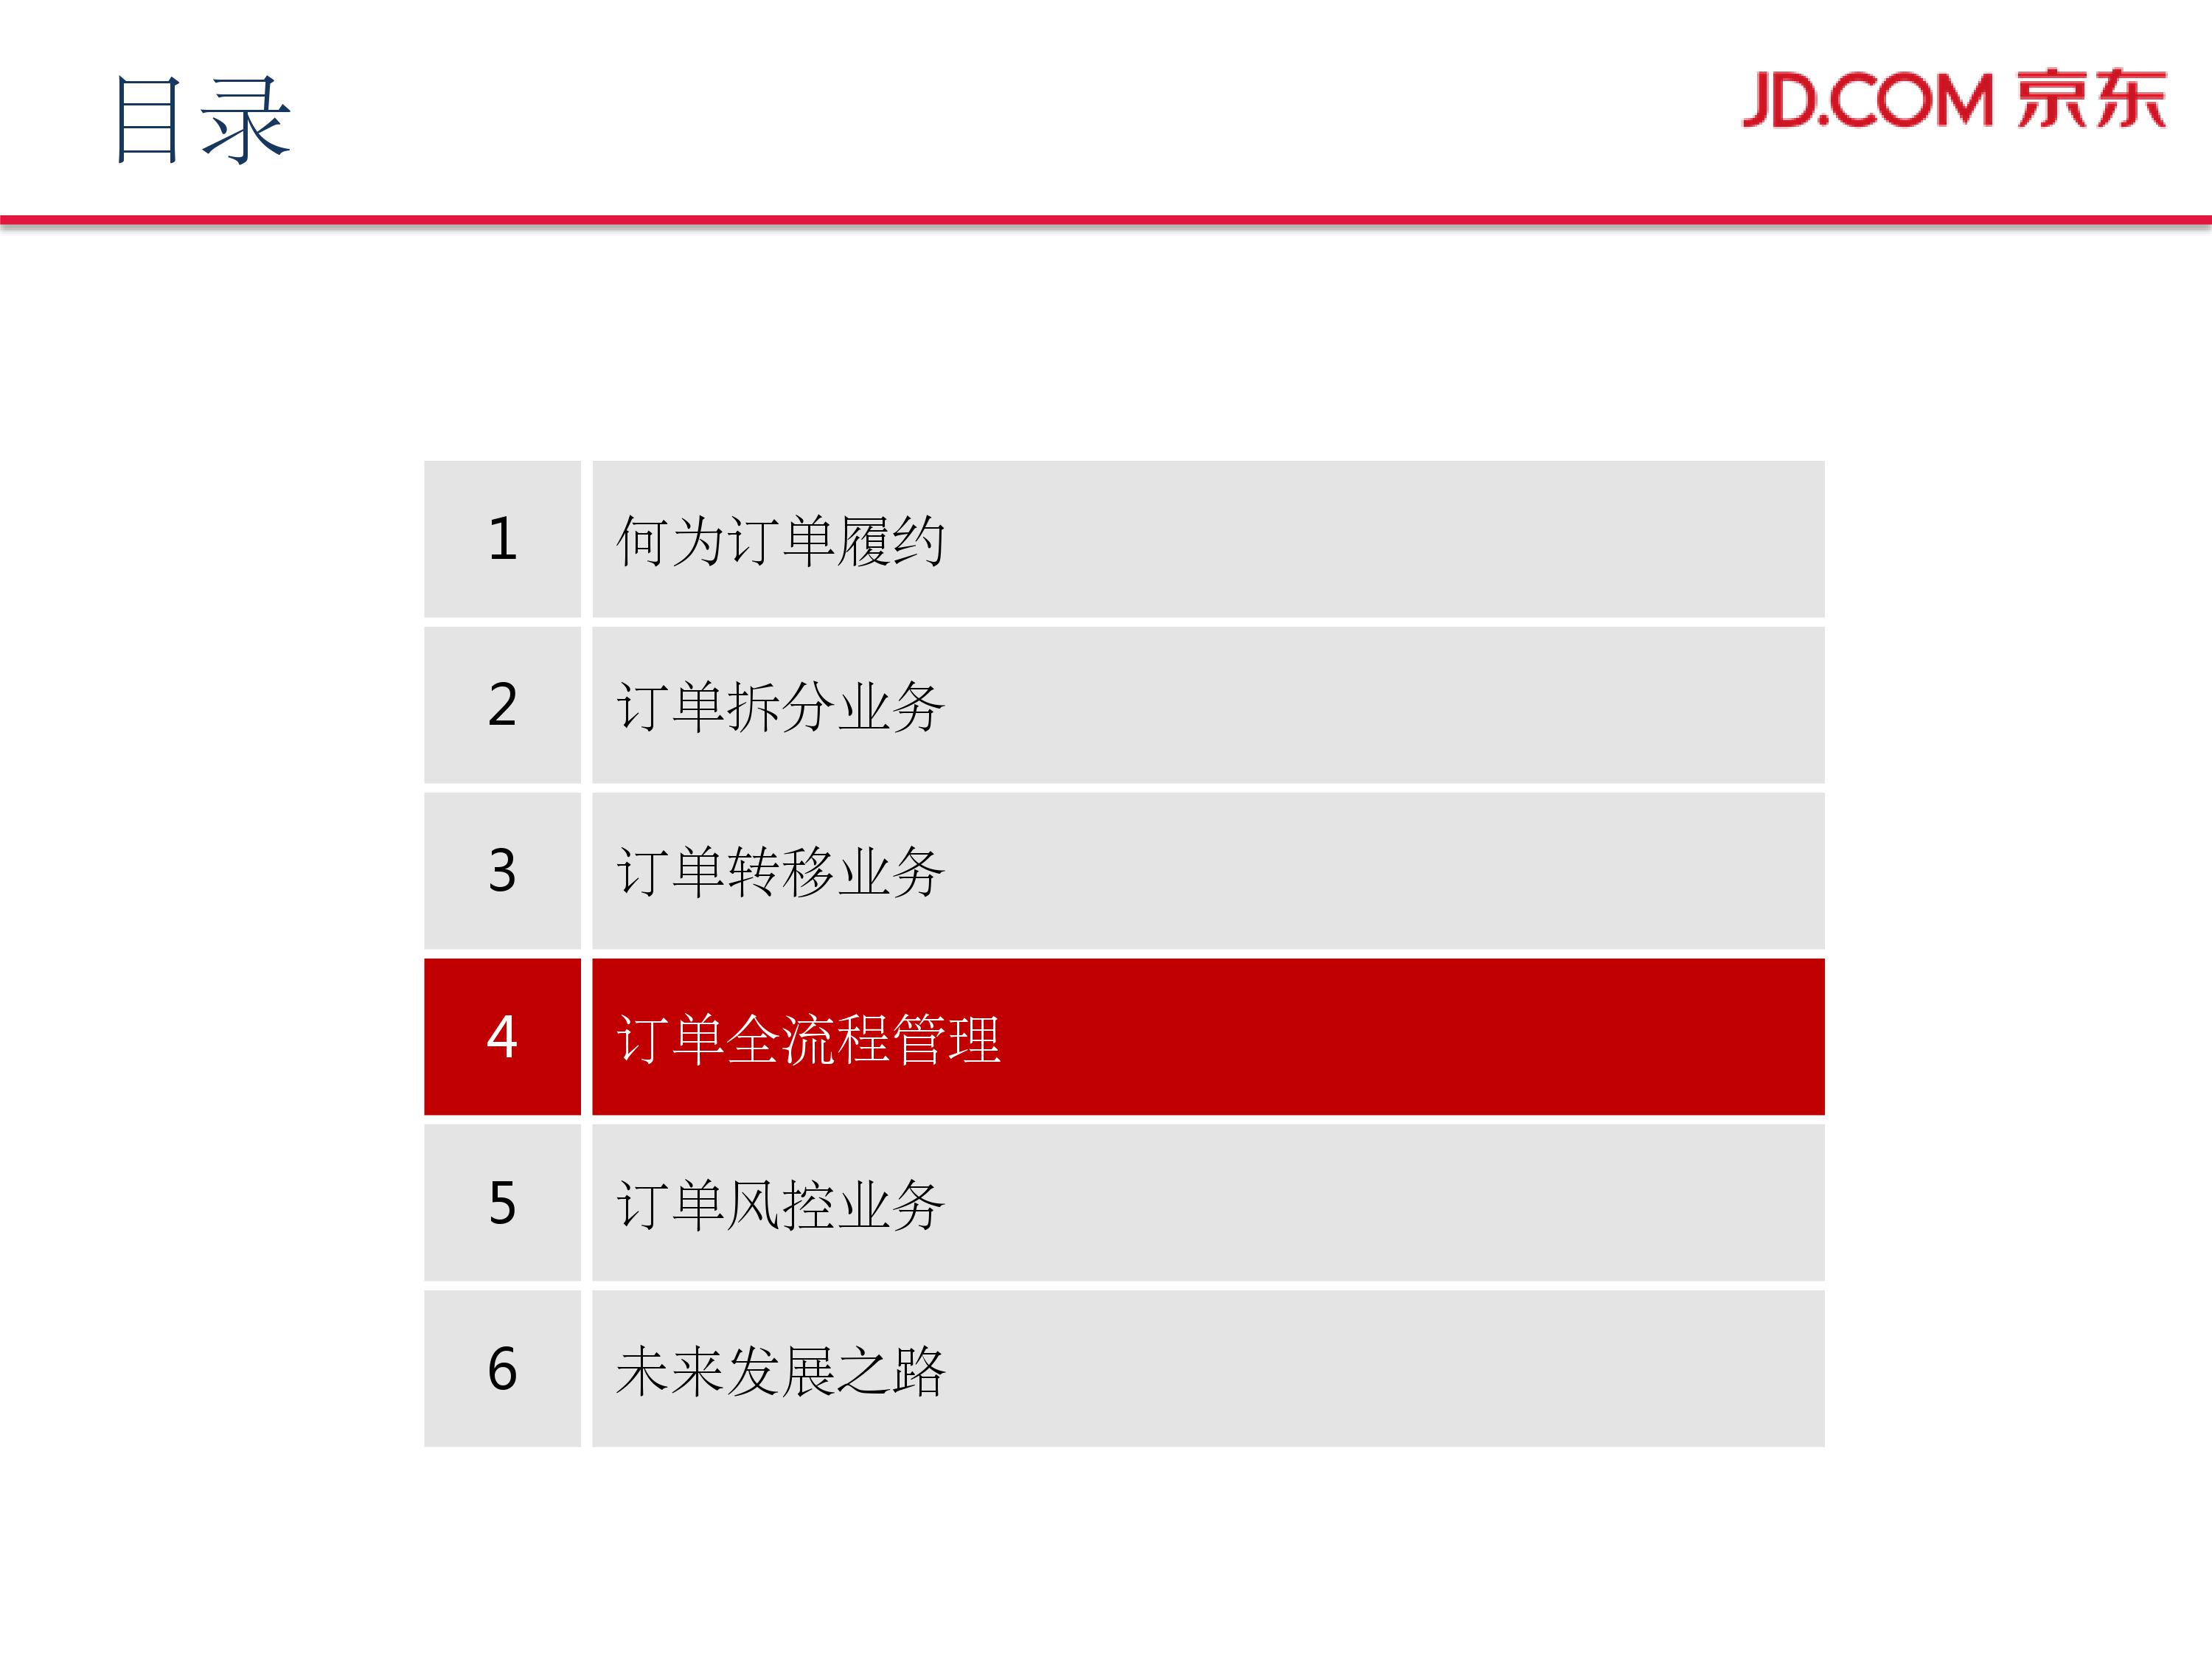 目录
JD.COM 京东
1 何为订单履约
2 订单拆分业务
3 订单转移业务
4 订单全流程管理
5 订单风控业务
6 未来发展之路